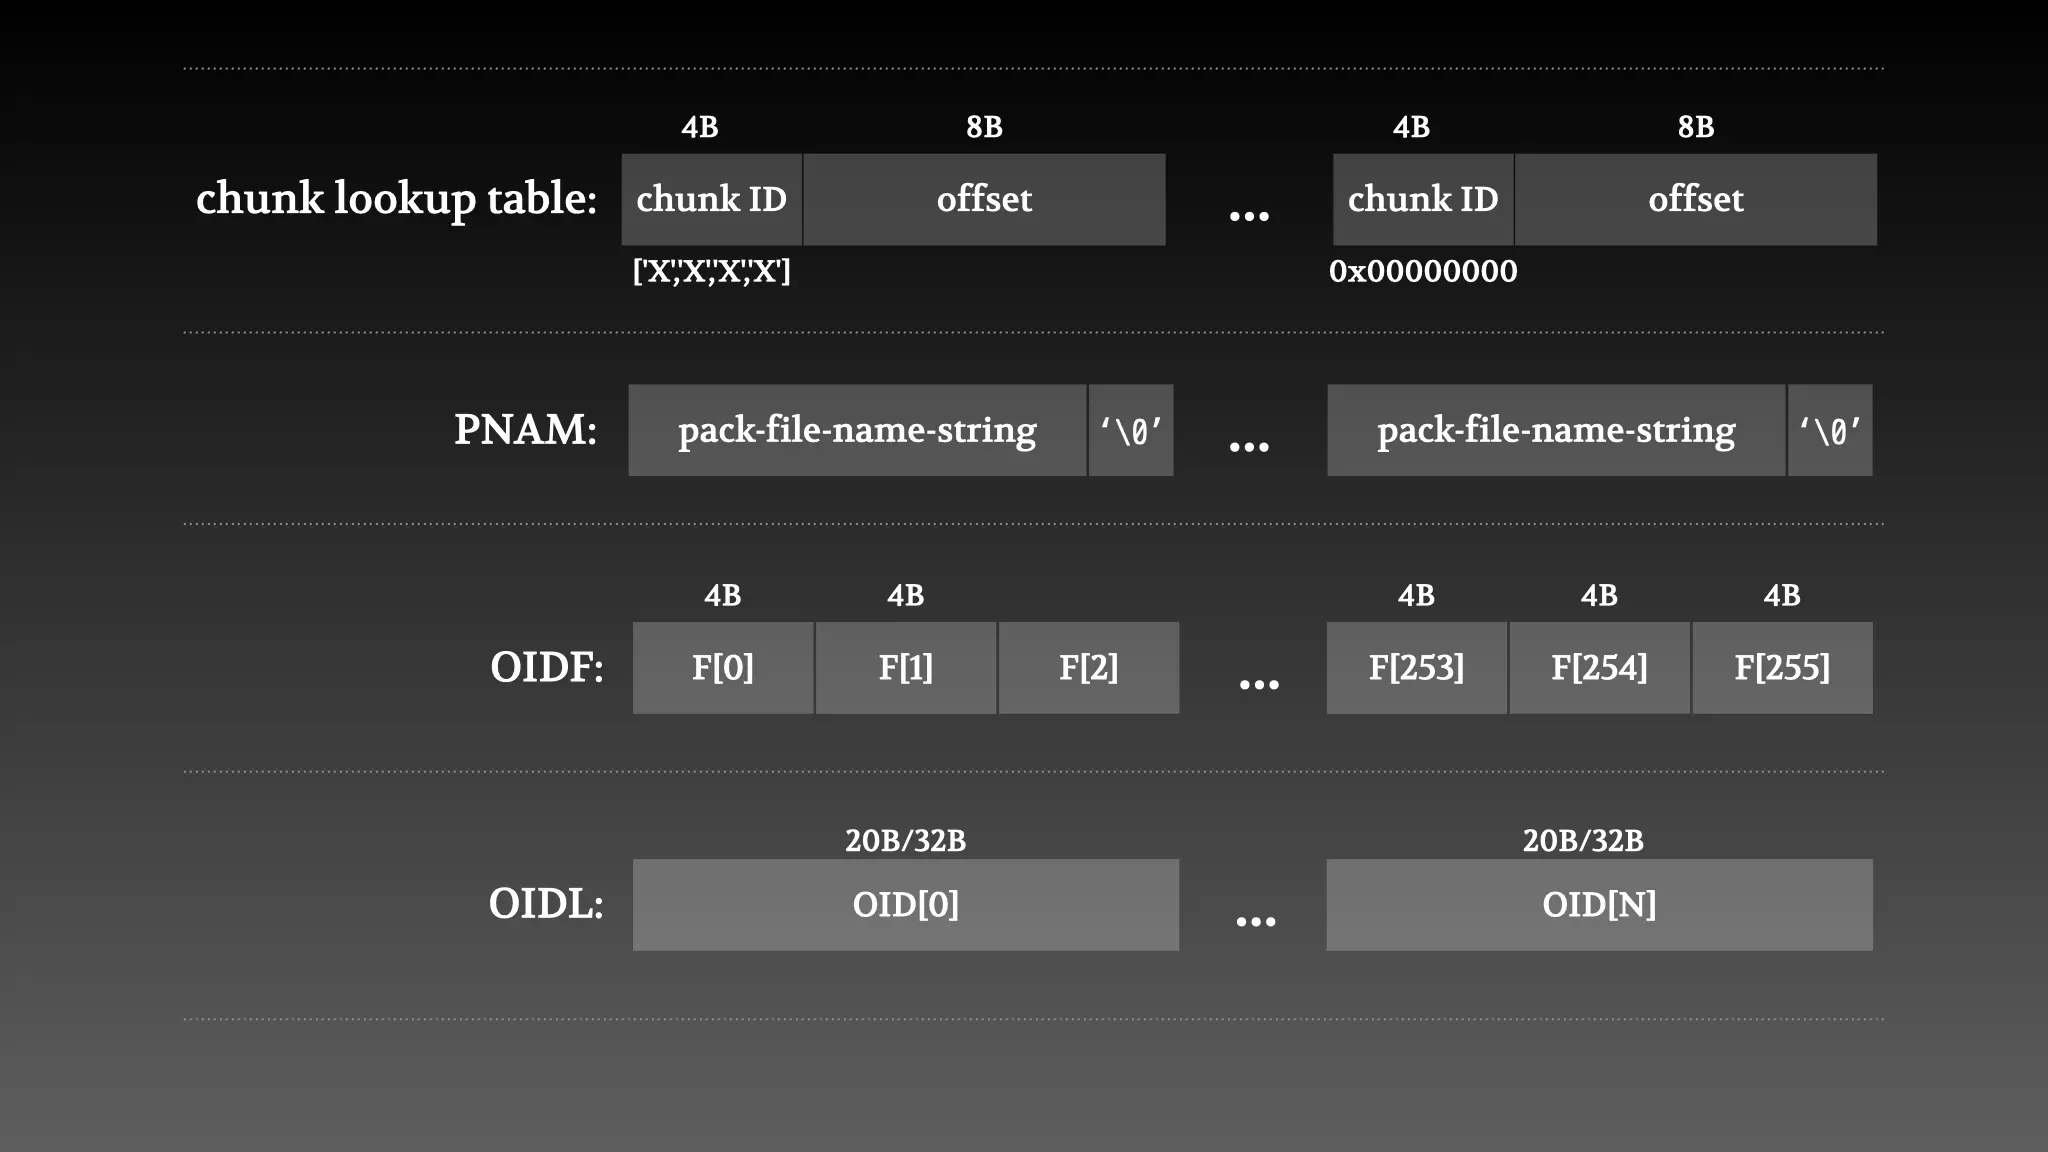 4B 8B 4B 8B
chunk lookup table: chunk ID offset ... chunk ID offset
['X','X','X','X'] 0x00000000
PNAM: pack-file-name-string ‘\0’ ... pack-file-name-string ‘\0’
4B 4B 4B 4B 4B
OIDF: F[0] F[1] F[2] ... F[253] F[254] F[255]
20B/32B 20B/32B
OIDL: OID[0] ... OID[N]